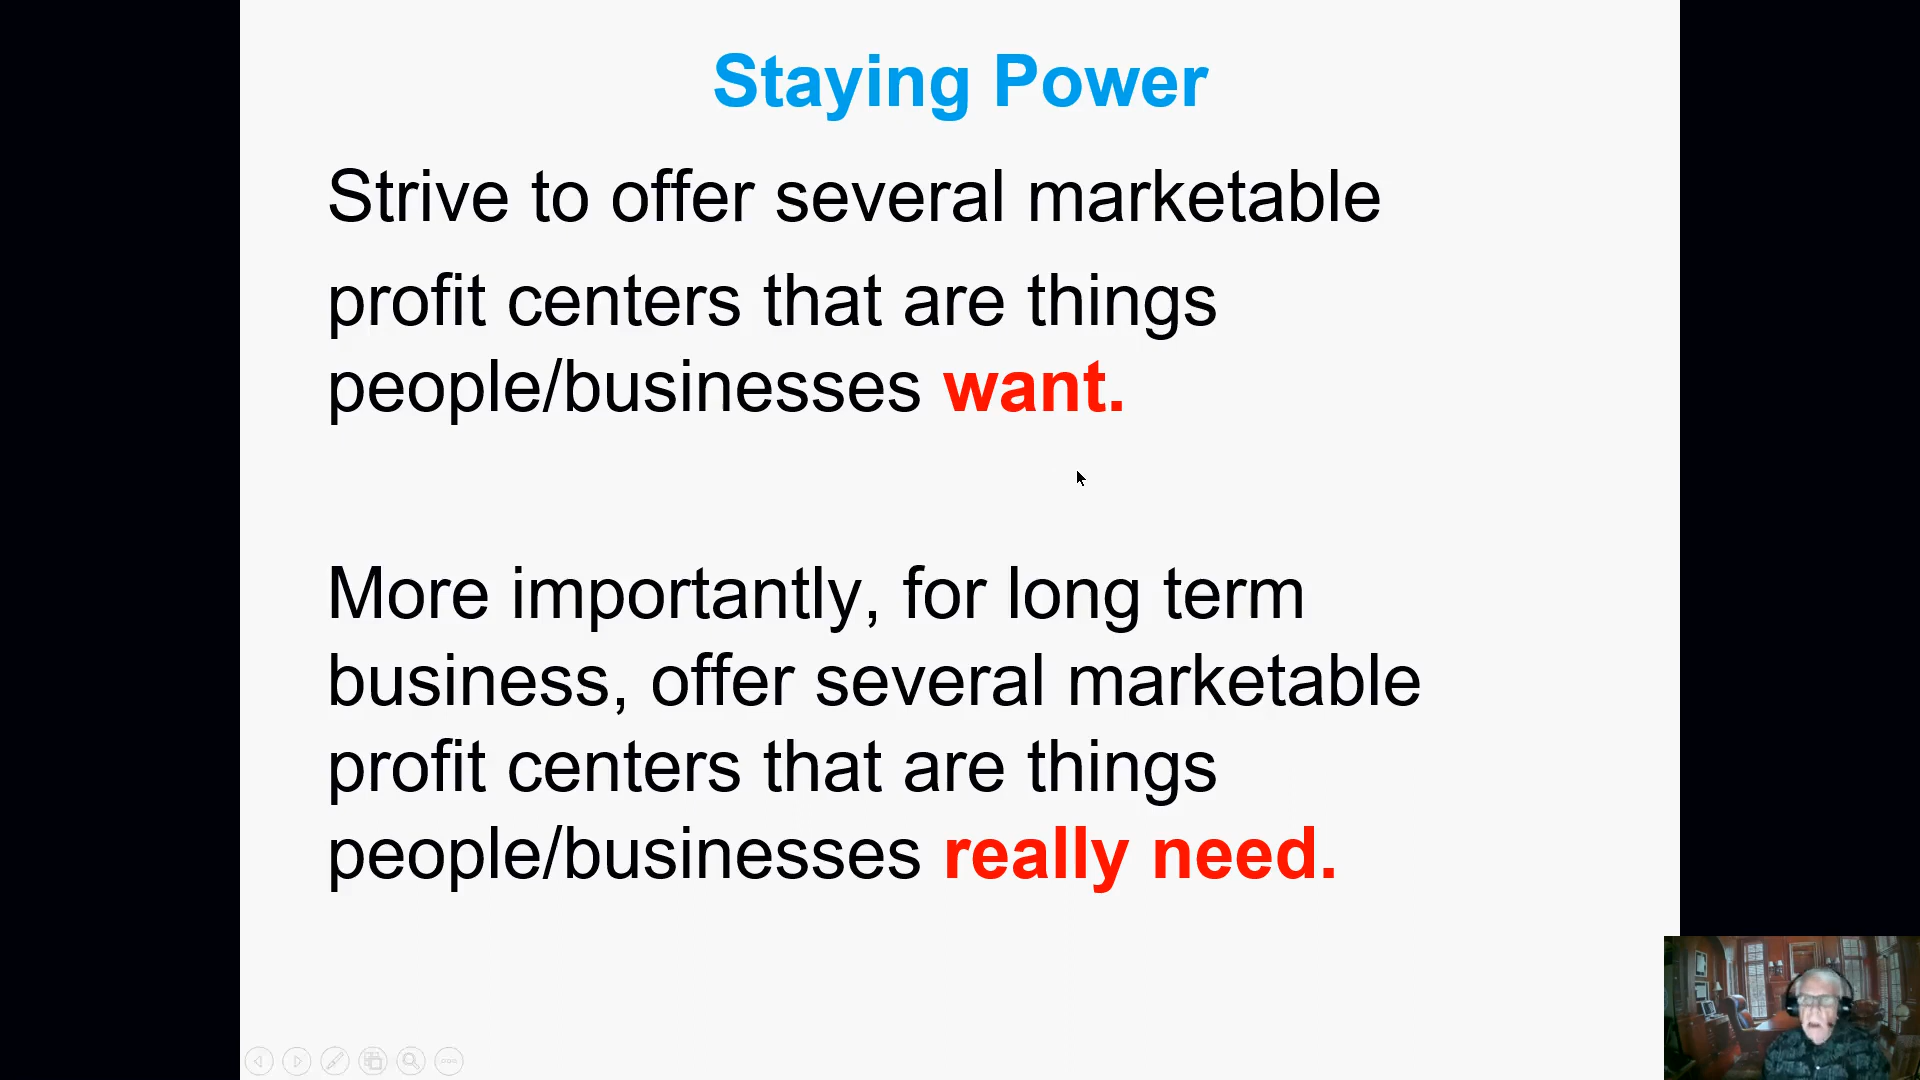 Staying Power
Strive to offer several marketable
profit centers that are things
people/businesses want.
More importantly, for long term
business, offer several marketable
profit centers that are things
people/businesses really need.